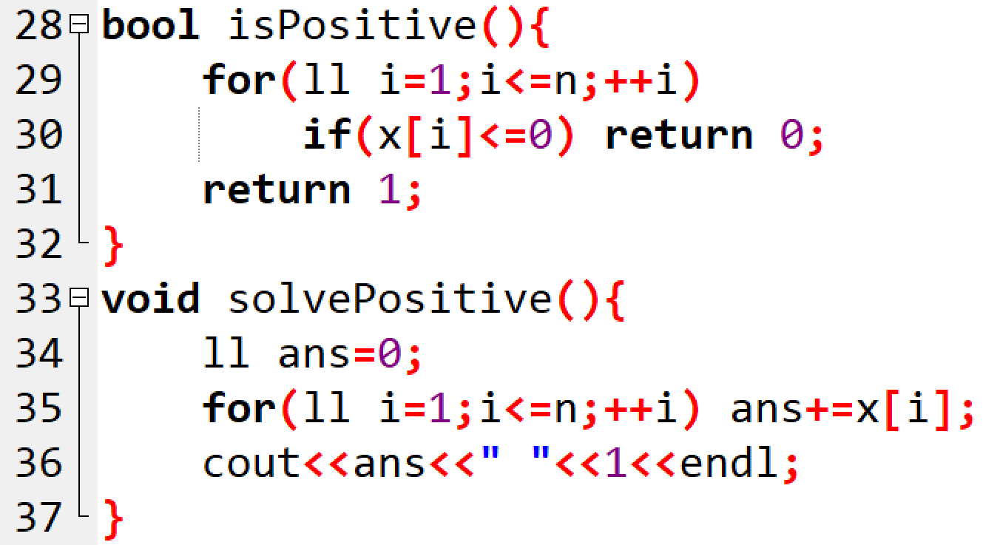 28 bool isPositive(){
29 for(ll i=1;i<=n;++i)
30 if(x[i]<=0) return 0;
31 return 1;
32 }
33 void solvePositive(){
34 ll ans=0;
35 for(ll i=1;i<=n;++i) ans+=x[i];
36 cout<<ans<<" "<<1<<endl;
37 }